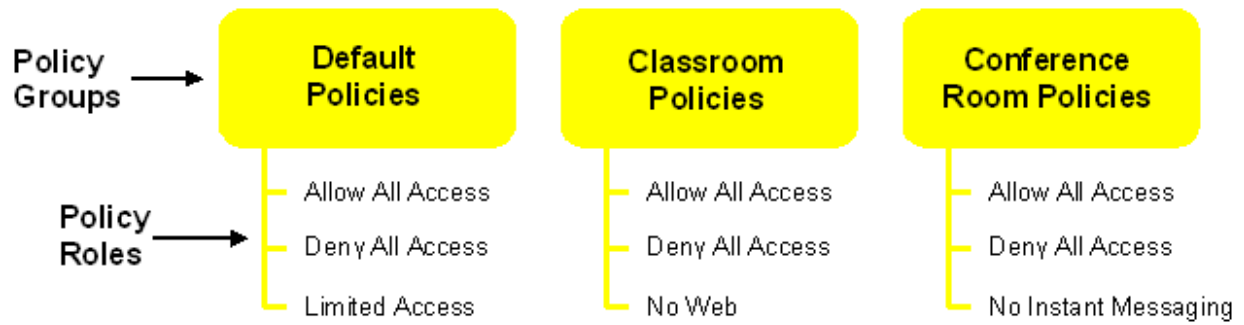 Policy
Groups
Default
Policies
Classroom
Policies
Conference
Room Policies
Policy
Roles
Allow All Access
Deny All Access
Limited Access
Allow All Access
Deny All Access
No Web
Allow All Access
Deny All Access
No Instant Messaging